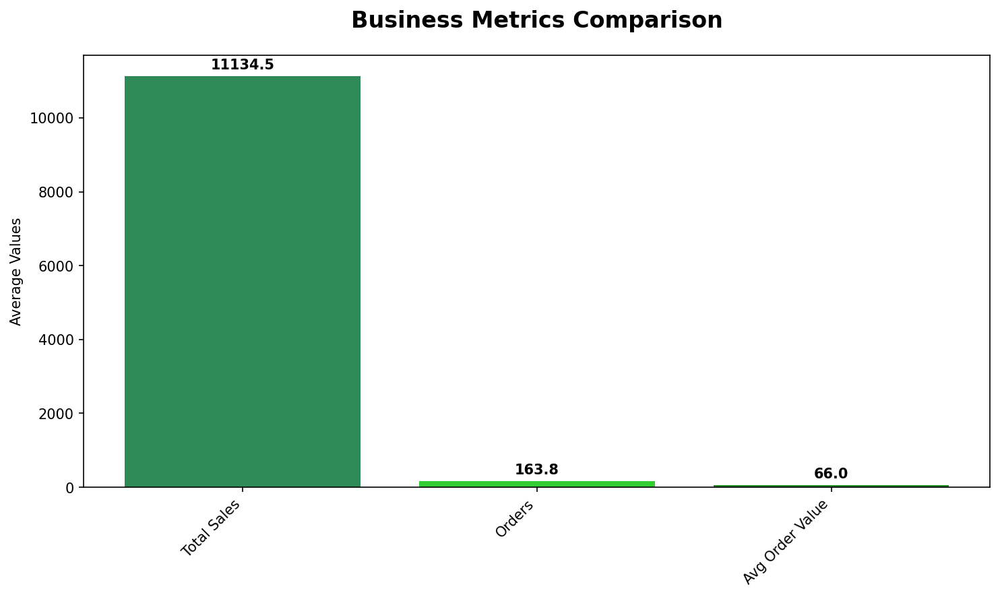 Business Metrics Comparison
Average Values
10000
8000
6000
4000
2000
0
11134.5
163.8
66.0
Total Sales
Orders
Avg Order Value